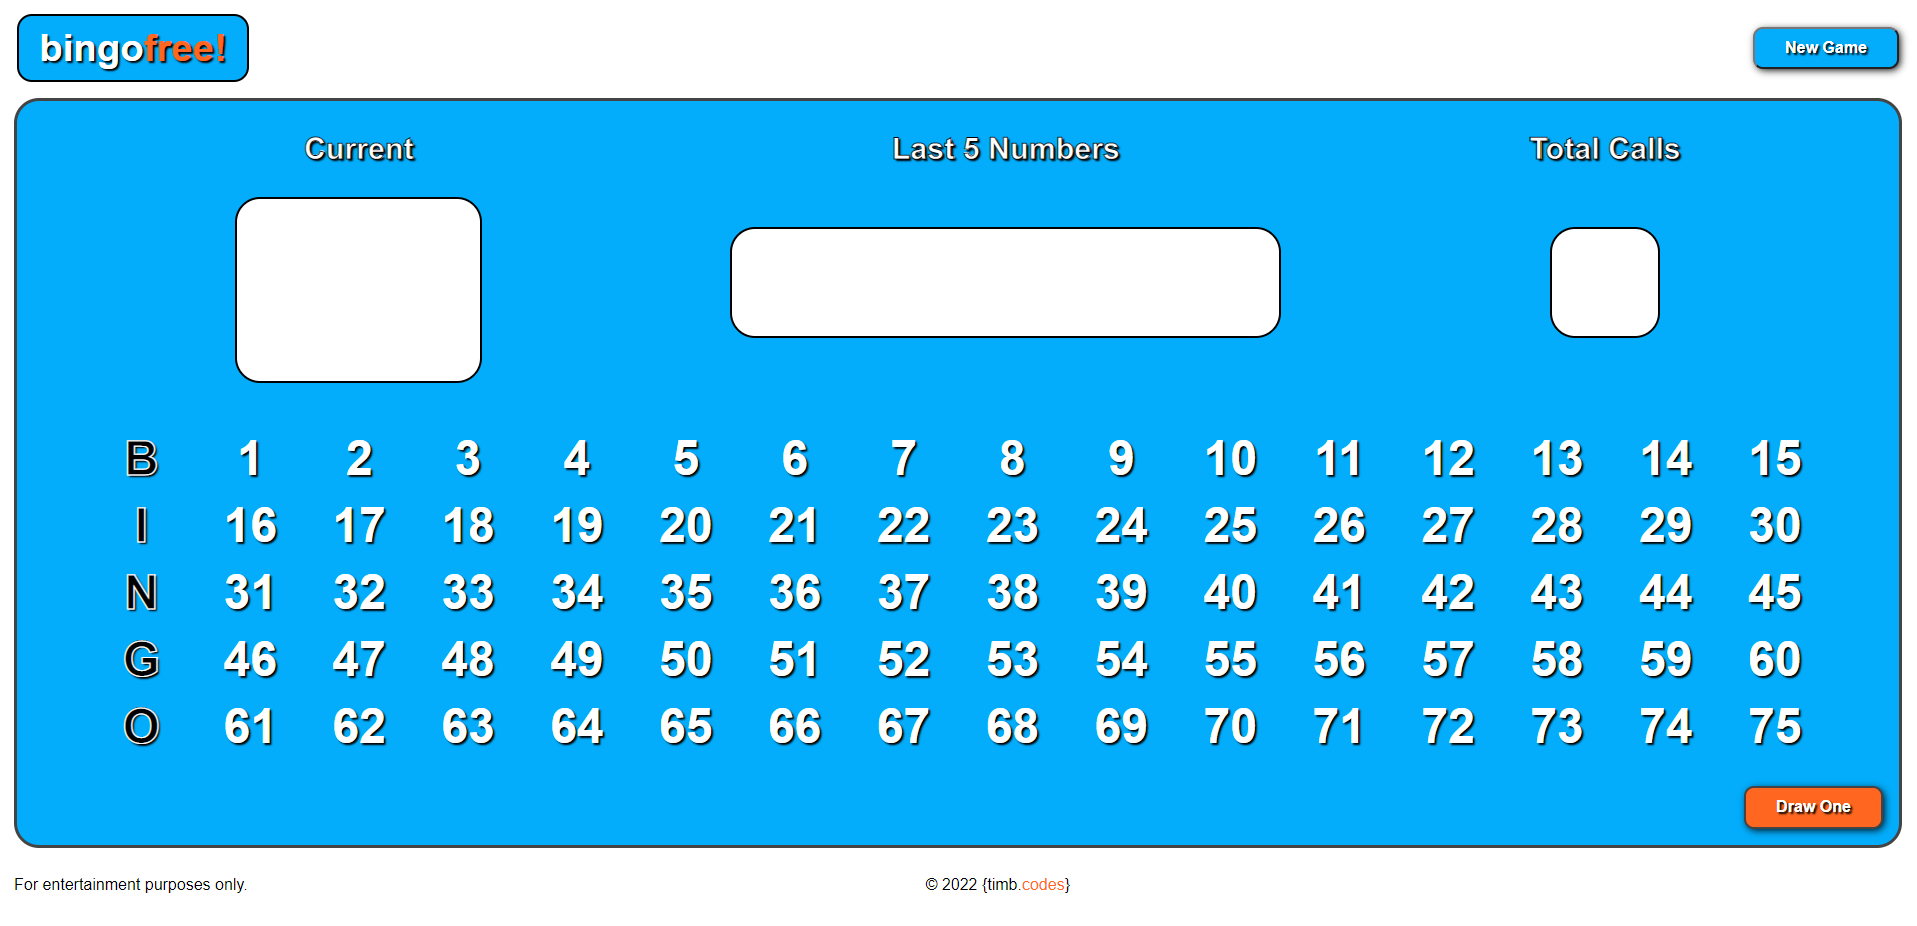 bingofree!
New Game
Current Last 5 Numbers Total Calls
B 1 2 3 4 5 6 7 8 9 10 11 12 13 14 15
I 16 17 18 19 20 21 22 23 24 25 26 27 28 29 30
N 31 32 33 34 35 36 37 38 39 40 41 42 43 44 45
G 46 47 48 49 50 51 52 53 54 55 56 57 58 59 60
O 61 62 63 64 65 66 67 68 69 70 71 72 73 74 75
Draw One
For entertainment purposes only.
© 2022 {timb.codes}